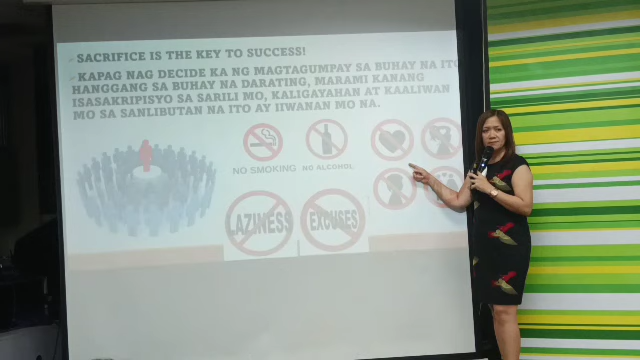 SACRIFICE IS THE KEY TO SUCCESS!
KAPAG NAG DECIDE KA NG MAGTAGUMPAY SA BUHAY NA ITO
HANGGANG SA BUHAY NA DARATING, MARAMI KANANG
ISASAKRIPISYO SA SARILI MO, KALIGAYAHAN AT KAALIWAN
MO SA SANLIBUTAN NA ITO AY IIWANAN MO NA.
NO SMOKING
NO ALCOHOL
LAZINESS
EXCUSES